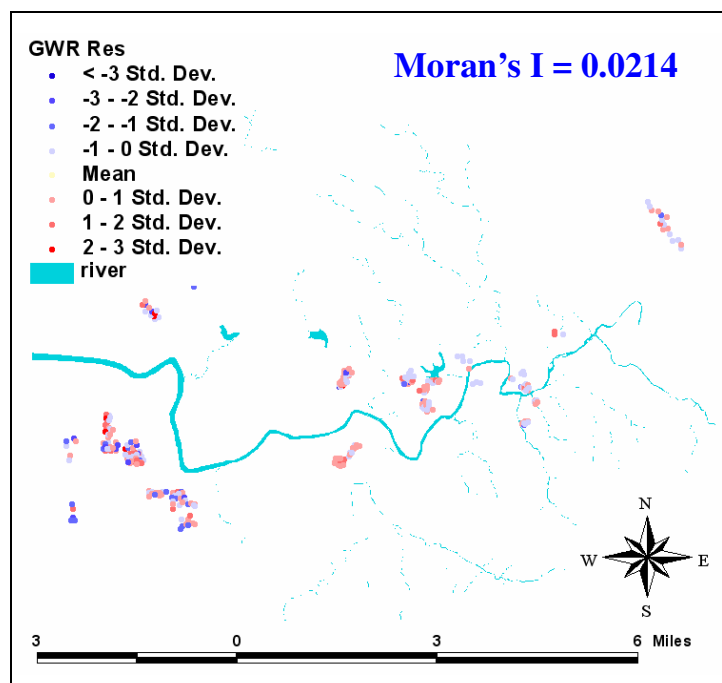 GWR Res
Moran's I = 0.0214
< -3 Std. Dev.
-3 - -2 Std. Dev.
-2 - -1 Std. Dev.
-1 - 0 Std. Dev.
Mean
0 - 1 Std. Dev.
1 - 2 Std. Dev.
2 - 3 Std. Dev.
river
N
W E
S
3 0 3 6 Miles